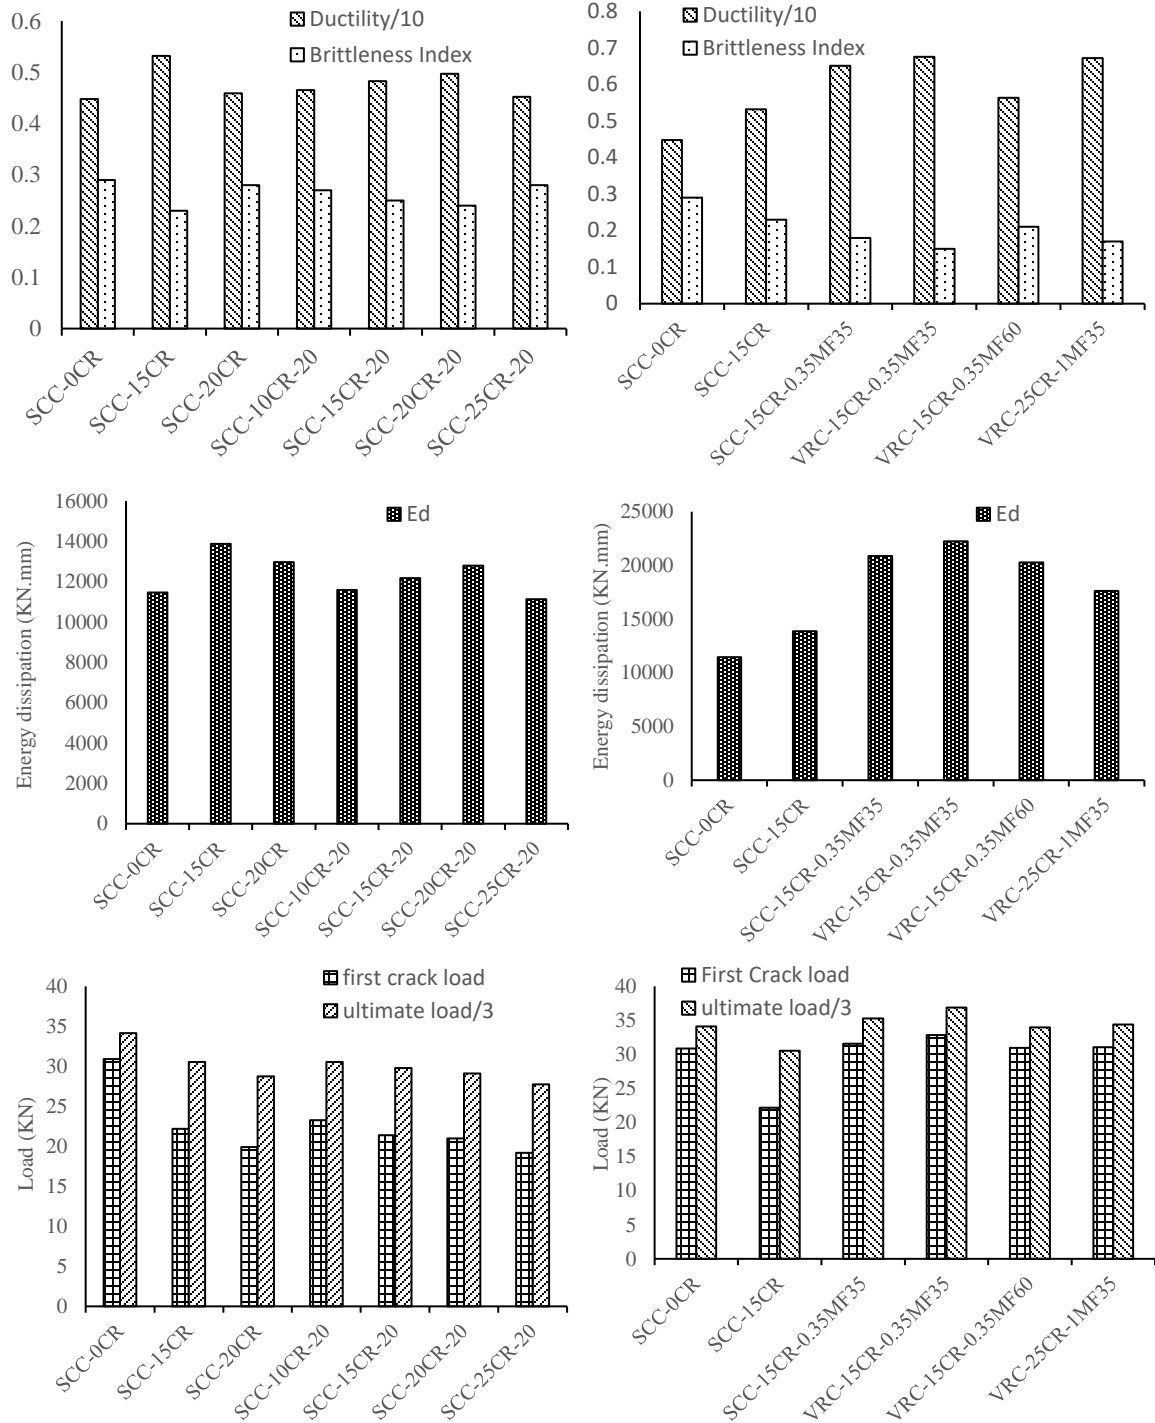 Ductility/10
Brittleness Index
0.6
0.5
0.4
0.3
0.2
0.1
0
SCC-0CR
SCC-15CR
SCC-20CR
SCC-10CR-20
SCC-15CR-20
SCC-20CR-20
SCC-25CR-20
Ductility/10
Brittleness Index
0.8
0.7
0.6
0.5
0.4
0.3
0.2
0.1
0
SCC-0CR
SCC-15CR
SCC-15CR-0.35MF35
VRC-15CR-0.35MF35
VRC-15CR-0.35MF60
VRC-25CR-1MF35
Ed
Energy dissipation (KN.mm)
16000
14000
12000
10000
8000
6000
4000
2000
0
SCC-0CR
SCC-15CR
SCC-20CR
SCC-10CR-20
SCC-15CR-20
SCC-20CR-20
SCC-25CR-20
Ed
Energy dissipation (KN.mm)
25000
20000
15000
10000
5000
0
SCC-0CR
SCC-15CR
SCC-15CR-0.35MF35
VRC-15CR-0.35MF35
VRC-15CR-0.35MF60
VRC-25CR-1MF35
first crack load
ultimate load/3
Load (KN)
40
35
30
25
20
15
10
5
0
SCC-0CR
SCC-15CR
SCC-20CR
SCC-10CR-20
SCC-15CR-20
SCC-20CR-20
SCC-25CR-20
First Crack load
ultimate load/3
Load (KN)
40
35
30
25
20
15
10
5
0
SCC-0CR
SCC-15CR
SCC-15CR-0.35MF35
VRC-15CR-0.35MF35
VRC-15CR-0.35MF60
VRC-25CR-1MF35